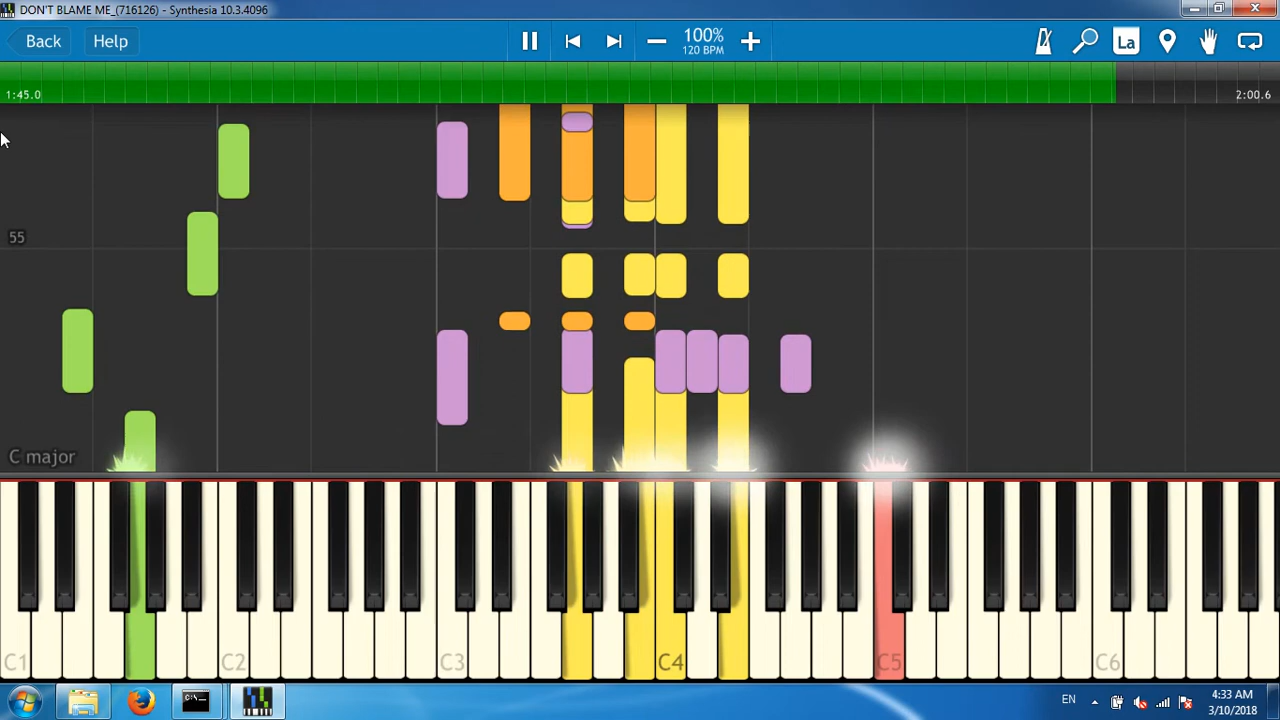 DON'T BLAME ME_(716126) - Synthesia 10.3.4096
Back
Help
100%
120 BPM
La
1:45.0
2:00.6
55
C major
C1
C2
C3
C4
C5
C6
EN
4:33 AM
3/10/2018